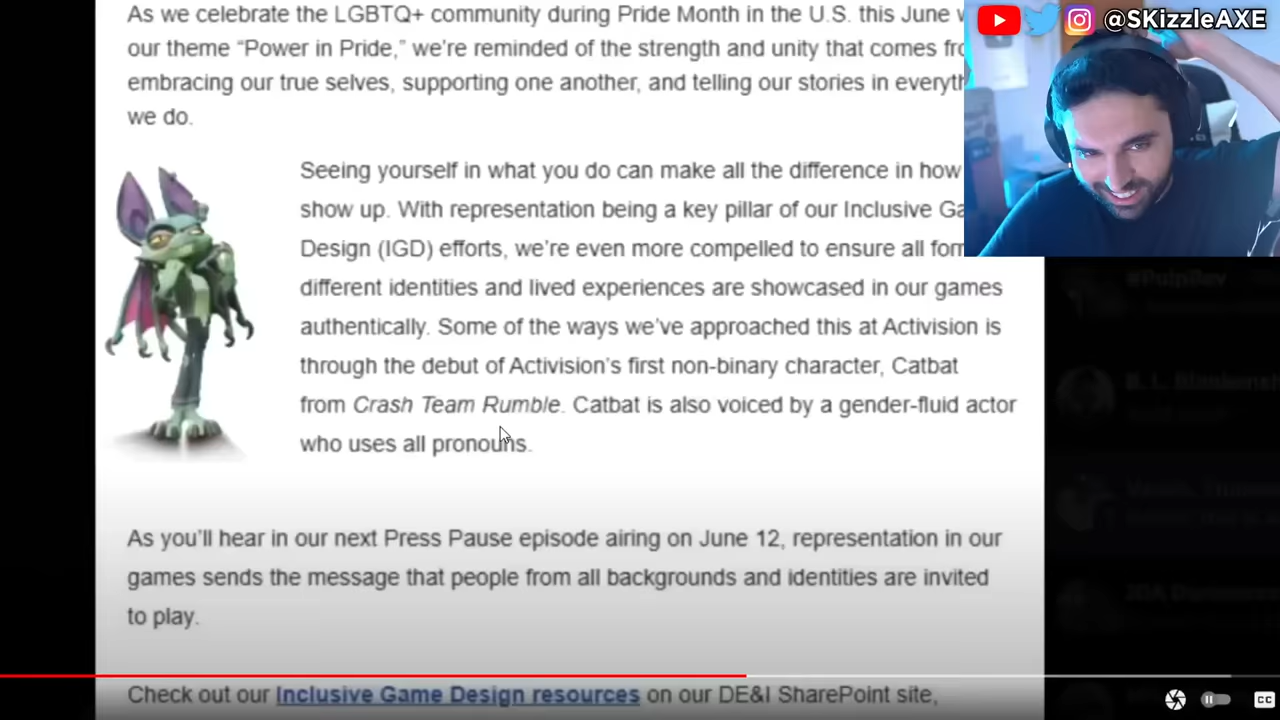 As we celebrate the LGBTQ+ community during Pride Month in the U.S. this June
@SKizzleAXE
our theme “Power in Pride,” we’re reminded of the strength and unity that comes
embracing our true selves, supporting one another, and telling our stories in
we do.
Seeing yourself in what you do can make all the difference in how
show up. With representation being a key pillar of our Inclusive
Design (IGD) efforts, we’re even more compelled to ensure all
different identities and lived experiences are showcased in our games
authentically. Some of the ways we’ve approached this at Activision is
through the debut of Activision’s first non-binary character, Catbat
from Crash Team Rumble. Catbat is also voiced by a gender-fluid actor
who uses all pronouns.
As you’ll hear in our next Press Pause episode airing on June 12, representation in our
games sends the message that people from all backgrounds and identities are invited
to play.
Check out our Inclusive Game Design resources on our DE&I SharePoint site,
CC